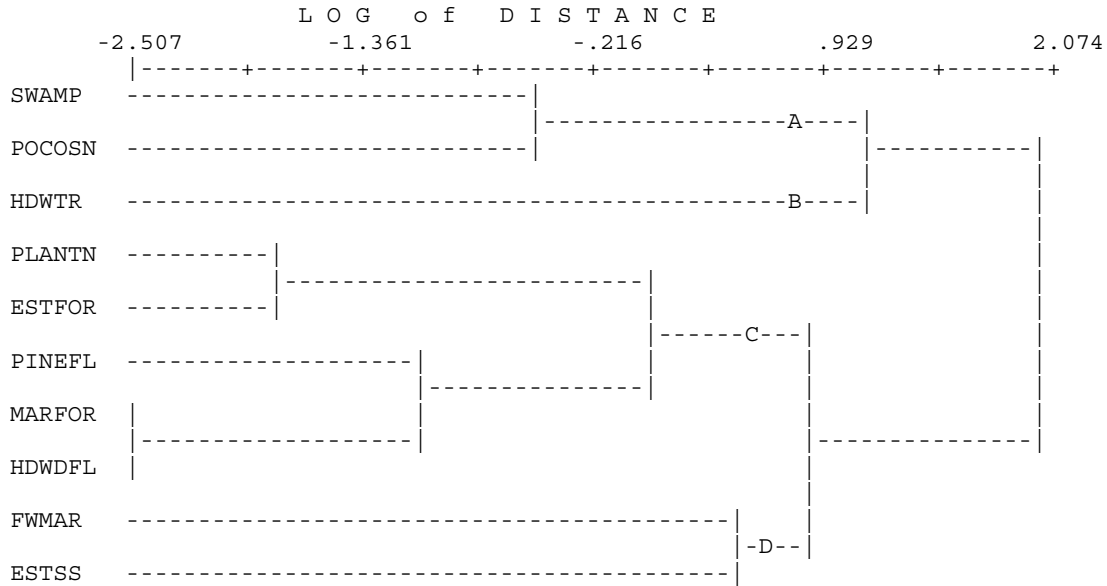 L O G o f D I S T A N C E
-2.507 -1.361 -.216 .929 2.074
SWAMP
A
POCOSN
HDWTR B
PLANTN
ESTFOR
C
PINEFL
MARFOR
HDWDFL
FWMAR
D
ESTSS